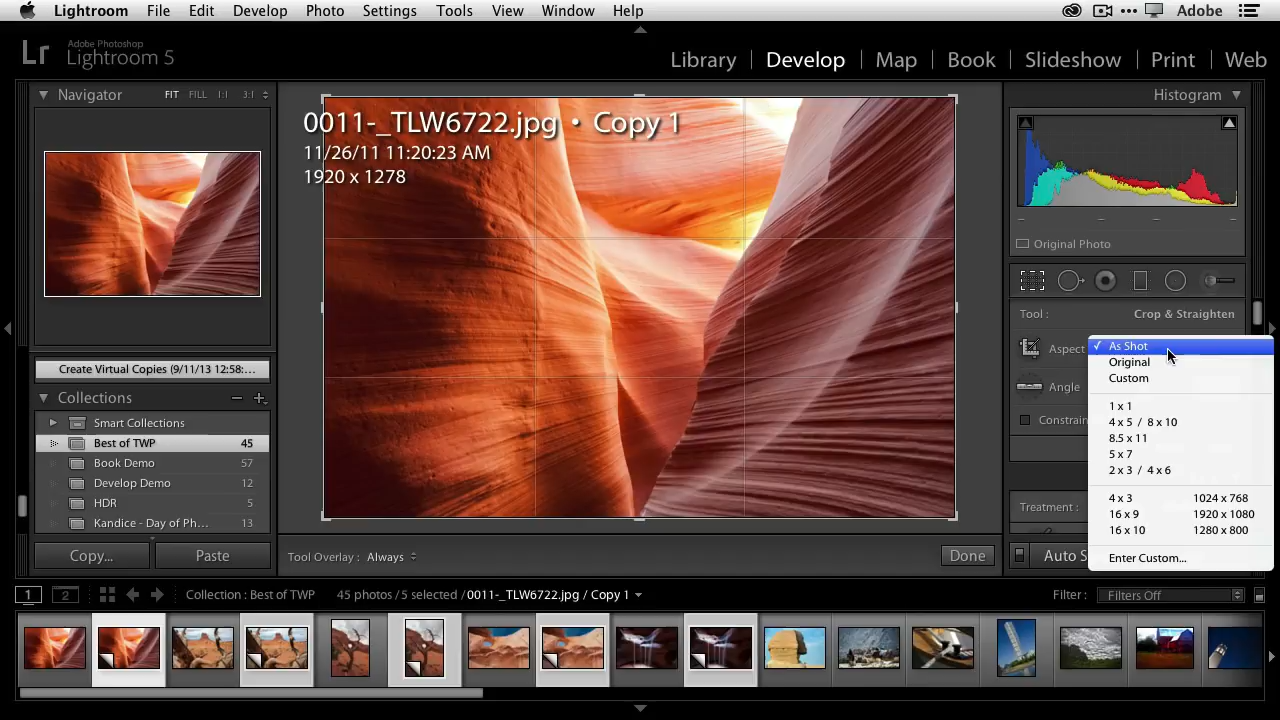 Lightroom File Edit Develop Photo Settings Tools View Window Help Adobe
Lr Adobe Photoshop
Lightroom 5
Library Develop Map Book Slideshow Print Web
Navigator FIT FILL 1:1 3:1
Histogram
0011-_TLW6722.jpg • Copy 1
11/26/11 11:20:23 AM
1920 x 1278
Original Photo
Tool : Crop & Straighten
Aspect
As Shot
Original
Custom
Angle
1 x 1
Constrain
4 x 5 / 8 x 10
8.5 x 11
5 x 7
2 x 3 / 4 x 6
4 x 3 1024 x 768
Treatment :
16 x 9 1920 x 1080
16 x 10 1280 x 800
Auto S
Enter Custom...
Create Virtual Copies (9/11/13 12:58:...
Collections
Smart Collections
Best of TWP 45
Book Demo 57
Develop Demo 12
HDR 5
Kandice - Day of Ph... 13
Copy... Paste
Tool Overlay : Always Done
1 2 Collection : Best of TWP 45 photos / 5 selected / 0011-_TLW6722.jpg / Copy 1 Filter : Filters Off